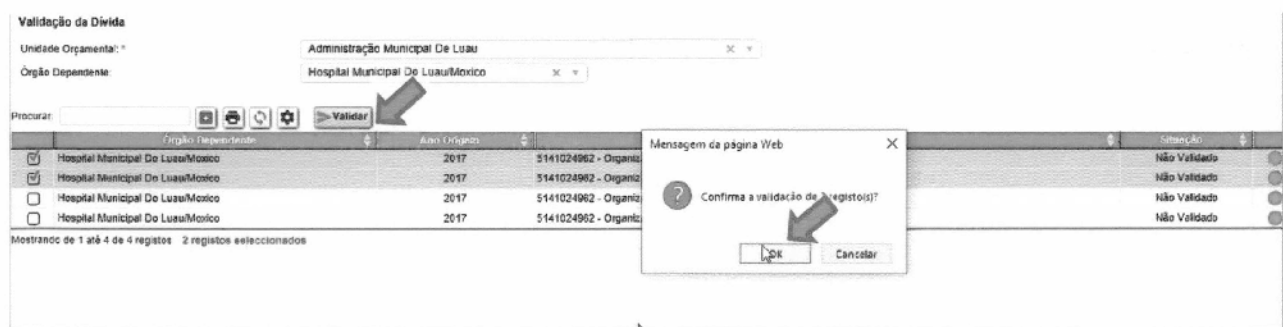 Validação da Dívida
Unidade Orçamental: * Administração Municipal De Luau
Órgão Dependente: Hospital Municipal Do Luau/Moxico
Procurar: Validar
Órgão Dependente Ano Origem Situação
Hospital Municipal Do Luau/Moxico 2017 5141024962 - Organiz. Não Validado
Hospital Municipal Do Luau/Moxico 2017 5141024962 - Organiz. Não Validado
Hospital Municipal Do Luau/Moxico 2017 5141024962 - Organiz. Não Validado
Hospital Municipal Do Luau/Moxico 2017 5141024962 - Organiz. Não Validado
Mostrando de 1 até 4 de 4 registos 2 registos seleccionados
Mensagem da página Web
Confirma a validação de registo(s)?
OK Cancelar